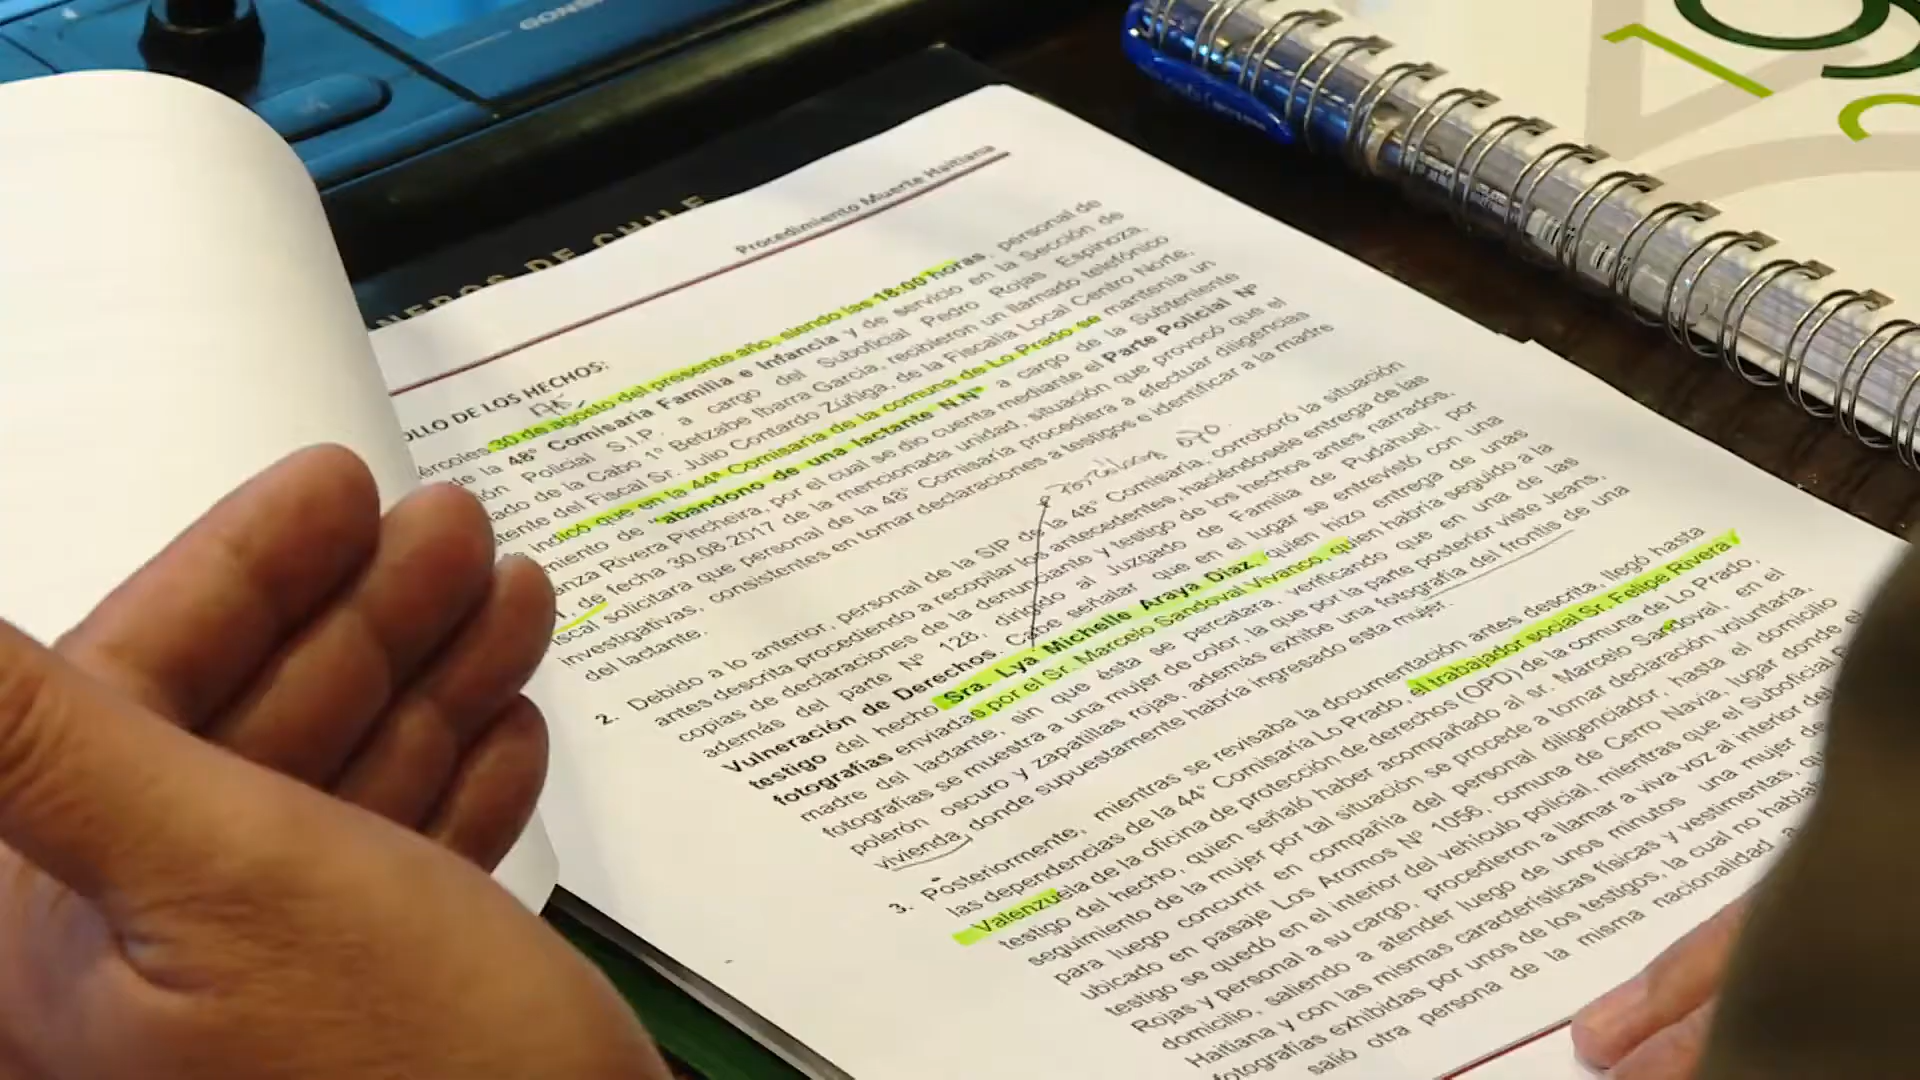 Procedimiento Muerte Haitiana
OLLO DE LOS HECHOS:
ércoles 30 de agosto del presente año, siendo las 18:00 horas, personal de
de la 48° Comisaría Familia e Infancia y de servicio en la Sección de
ión Policial S.I.P. a cargo del Suboficial Pedro Rojas Espinoza,
ado de la Cabo 1° Betzabe Ibarra García, recibieron un llamado telefónico
tente del Fiscal Sr. Julio Contardo Zúñiga, de la Fiscalía Local Centro Norte,
indicó que en la 44ª Comisaría de la comuna de Lo Prado se mantenía un
miento de "abandono de una lactante N.N" a cargo de la Subteniente
anza Rivera Pincheira, por el cual se dio cuenta mediante el Parte Policial N°
, de fecha 30.08.2017 de la mencionada unidad, situación que provocó que el
iscal solicitara que personal de la 48° Comisaría procediera a efectuar diligencias
investigativas, consistentes en tomar declaraciones a testigos e identificar a la madre
del lactante.
2. Debido a lo anterior, personal de la SIP de la 48° Comisaría, corroboró la situación
antes descrita procediendo a recopilar los antecedentes, haciéndosele entrega de las
copias de declaraciones de la denunciante y testigo de los hechos antes narrados,
además del parte N° 128, dirigido al Juzgado de Familia de Pudahuel, por
Vulneración de Derechos. Cabe señalar que en el lugar se entrevistó con una
testigo del hecho Sra. Lya Michelle Araya Díaz, quien hizo entrega de unas
fotografías enviadas por el Sr. Marcelo Sandoval Vivanco, quien habría seguido a la
madre del lactante, sin que ésta se percatara, verificando que en una de las
fotografías se muestra a una mujer de color la que por la parte posterior viste Jeans,
polerón oscuro y zapatillas rojas, además exhibe una fotografía del frontis de una
vivienda, donde supuestamente habría ingresado esta mujer.
3. Posteriormente, mientras se revisaba la documentación antes descrita, llegó hasta
las dependencias de la 44° Comisaría Lo Prado, el trabajador social Sr. Felipe Rivera
Valenzuela de la oficina de protección de derechos (OPD) de la comuna de Lo Prado,
testigo del hecho, quien señaló haber acompañado al sr. Marcelo Sandoval, en el
seguimiento de la mujer por tal situación se procede a tomar declaración voluntaria,
para luego concurrir en compañía del personal diligenciador, hasta el domicilio
ubicado en pasaje Los Aromos N° 1056, comuna de Cerro Navia, lugar donde el
testigo se quedó en el interior del vehículo policial, mientras que el Suboficial
Rojas y personal a su cargo, procedieron a llamar a viva voz al interior del
domicilio, saliendo a atender luego de unos minutos una mujer de
Haitiana y con las mismas características físicas y vestimentas,
fotografías exhibidas por unos de los testigos, la cual no habla
salió otra persona de la misma nacionalidad